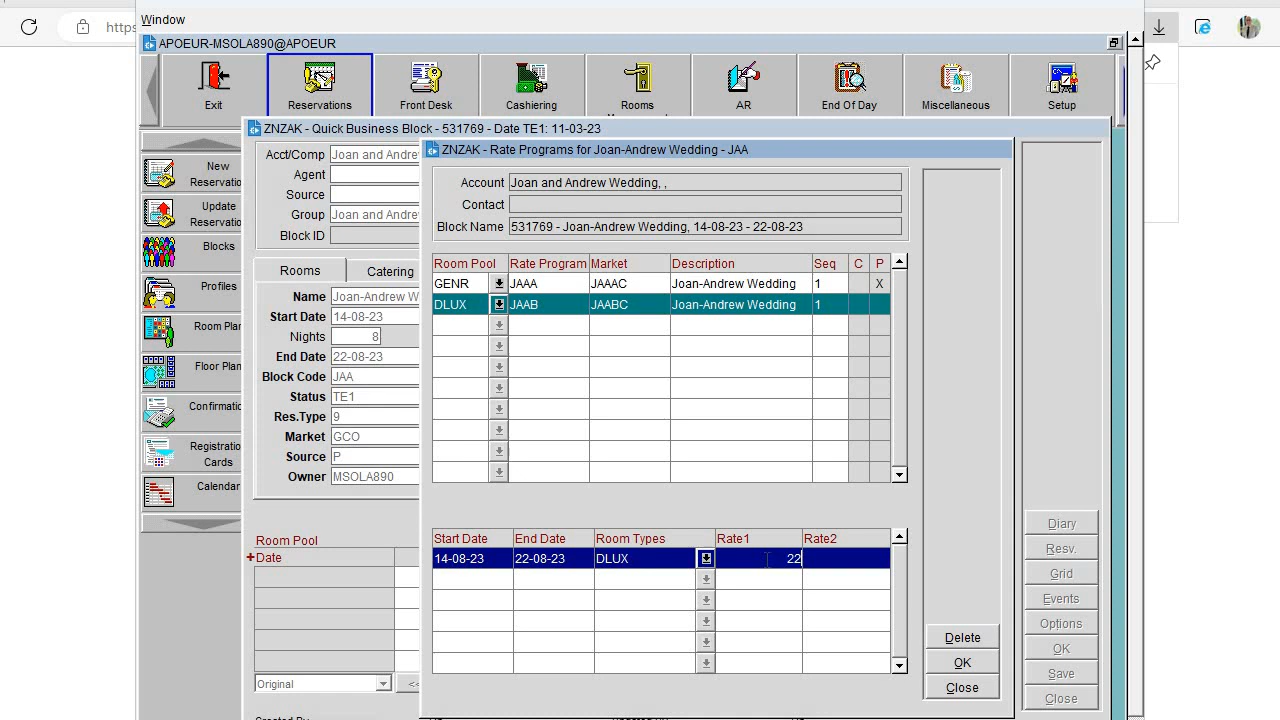 https
Window
APOEUR-MSOLA890@APOEUR
Exit
Reservations
Front Desk
Cashiering
Rooms
AR
End Of Day
Miscellaneous
Setup
New
Reservatio
Update
Reservatio
Blocks
Profiles
Room Plan
Floor Plan
Confirmatio
Registration
Cards
Calendar
ZNZAK - Quick Business Block - 531769 - Date TE1: 11-03-23
Acct/Comp Joan and Andre
Agent
Source
Group Joan and Andre
Block ID
Rooms
Catering
Name Joan-Andrew W
Start Date 14-08-23
Nights 8
End Date 22-08-23
Block Code JAA
Status TE1
Res.Type 9
Market GCO
Source P
Owner MSOLA890
Room Pool
+Date
Original
<<
ZNZAK - Rate Programs for Joan-Andrew Wedding - JAA
Account Joan and Andrew Wedding, ,
Contact
Block Name 531769 - Joan-Andrew Wedding, 14-08-23 - 22-08-23
Room Pool Rate Program Market Description Seq C P
GENR JAAA JAAAC Joan-Andrew Wedding 1 X
DLUX JAAB JAABC Joan-Andrew Wedding 1
Start Date End Date Room Types Rate1 Rate2
14-08-23 22-08-23 DLUX 22
Delete
OK
Close
Diary
Resv.
Grid
Events
Options
OK
Save
Close